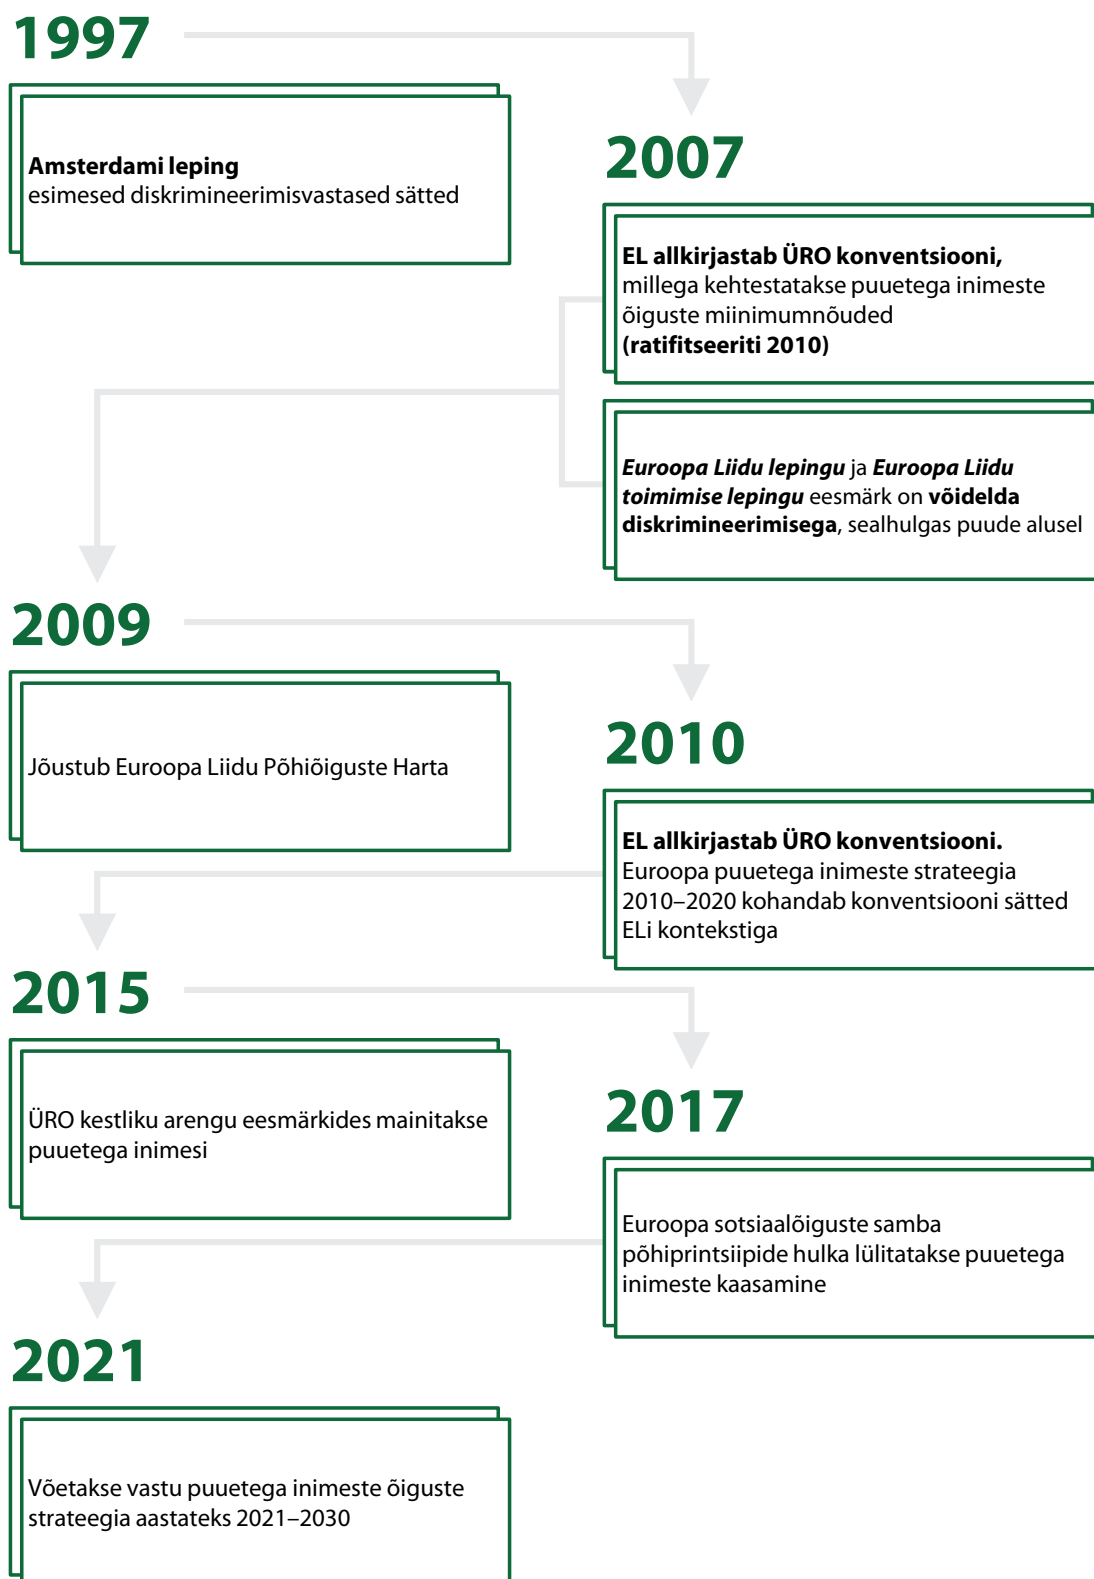 1997
Amsterdami leping
esimesed diskrimineerimisvastased sätted
2007
EL allkirjastab ÜRO konventsiooni,
millega kehtestatakse puuetega inimeste
õiguste miinimumnõuded
(ratifitseeriti 2010)
Euroopa Liidu lepingu ja Euroopa Liidu
toimimise lepingu eesmärk on võidelda
diskrimineerimisega, sealhulgas puude alusel
2009
Jõustub Euroopa Liidu Põhiõiguste Harta
2010
EL allkirjastab ÜRO konventsiooni.
Euroopa puuetega inimeste strateegia
2010–2020 kohandab konventsiooni sätted
ELi kontekstiga
2015
ÜRO kestliku arengu eesmärkides mainitakse
puuetega inimesi
2017
Euroopa sotsiaalõiguste samba
põhiprintsiipide hulka lülitatakse puuetega
inimeste kaasamine
2021
Võetakse vastu puuetega inimeste õiguste
strateegia aastateks 2021–2030